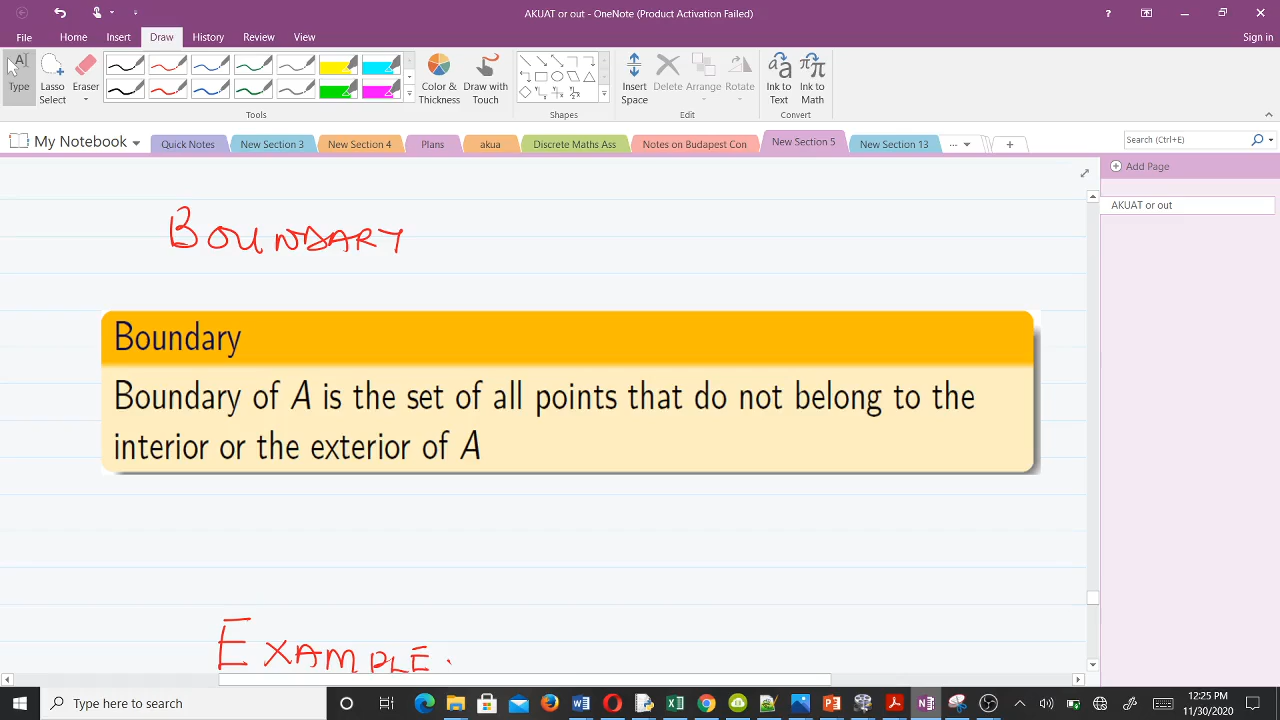 AKUAT or out - OneNote (Product Activation Failed)
File Home Insert Draw History Review View
Sign in
Type
Lasso Select
Eraser
Color & Thickness
Draw with Touch
Insert Space
Delete
Arrange
Rotate
Ink to Text
Ink to Math
Tools
Shapes
Edit
Convert
My Notebook
Quick Notes
New Section 3
New Section 4
Plans
akua
Discrete Maths Ass
Notes on Budapest Con
New Section 5
New Section 13
...
Search (Ctrl+E)
Add Page
AKUAT or out
BOUNDARY
Boundary
Boundary of A is the set of all points that do not belong to the
interior or the exterior of A
EXAMPLE.
Type here to search
12:25 PM
11/30/2020